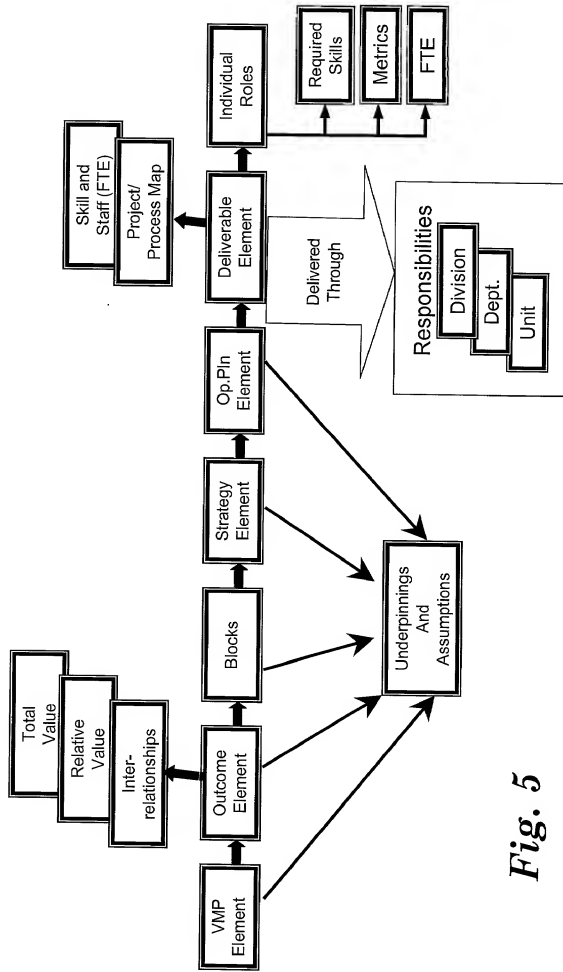 Total
Value
Relative
Value
Inter-
relationships
Skill and
Staff (FTE)
Project/
Process Map
VMP
Element
Outcome
Element
Blocks
Strategy
Element
Op.Pln
Element
Deliverable
Element
Individual
Roles
Required
Skills
Metrics
FTE
Delivered
Through
Underpinnings
And
Assumptions
Responsibilities
Division
Dept.
Unit
Fig. 5